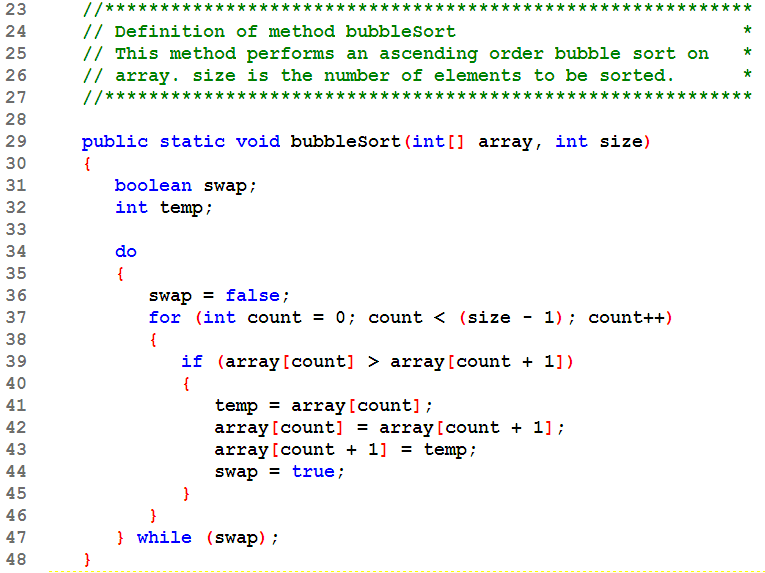 23 //***********************************************************
24 // Definition of method bubbleSort *
25 // This method performs an ascending order bubble sort on *
26 // array. size is the number of elements to be sorted. *
27 //***********************************************************
28
29 public static void bubbleSort(int[] array, int size)
30 {
31 boolean swap;
32 int temp;
33
34 do
35 {
36 swap = false;
37 for (int count = 0; count < (size - 1); count++)
38 {
39 if (array[count] > array[count + 1])
40 {
41 temp = array[count];
42 array[count] = array[count + 1];
43 array[count + 1] = temp;
44 swap = true;
45 }
46 }
47 } while (swap);
48 }